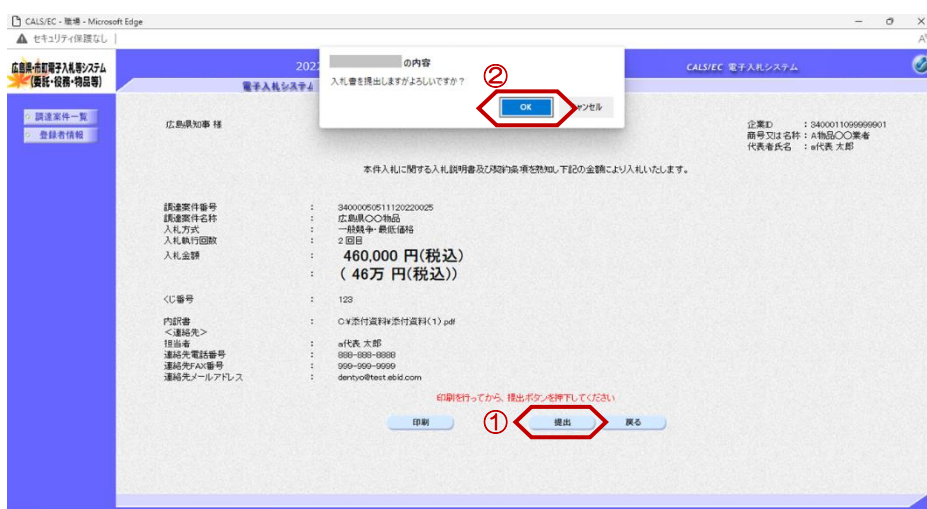 CALS/EC - 職場 - Microsoft Edge
セキュリティ保護なし
広島県・市町電子入札等システム
(委託・役務・物品等)
2022
CALS/EC 電子入札システム
電子入札システム
の内容
入札書を提出しますがよろしいですか?
②
OK
ャンセル
調達案件一覧
登録者情報
広島県知事 様
企業ID : 3400011099999901
商号又は名称 : A物品〇〇業者
代表者氏名 : a代表 太郎
本件入札に関する入札説明書及び契約条項を熟知し下記の金額により入札いたします。
調達案件番号 : 34000050511120220025
調達案件名称 : 広島県〇〇物品
入札方式 : 一般競争・最低価格
入札執行回数 : 2回目
入札金額 : 460,000 円(税込)
: ( 46万 円(税込))
くじ番号 : 123
内訳書 : C:¥添付資料¥添付資料(1).pdf
<連絡先>
担当者 : a代表 太郎
連絡先電話番号 : 888-888-8888
連絡先FAX番号 : 999-999-9999
連絡先メールアドレス : dentyo@test.ebid.com
印刷を行ってから、提出ボタンを押下してください
印刷
①
提出
戻る